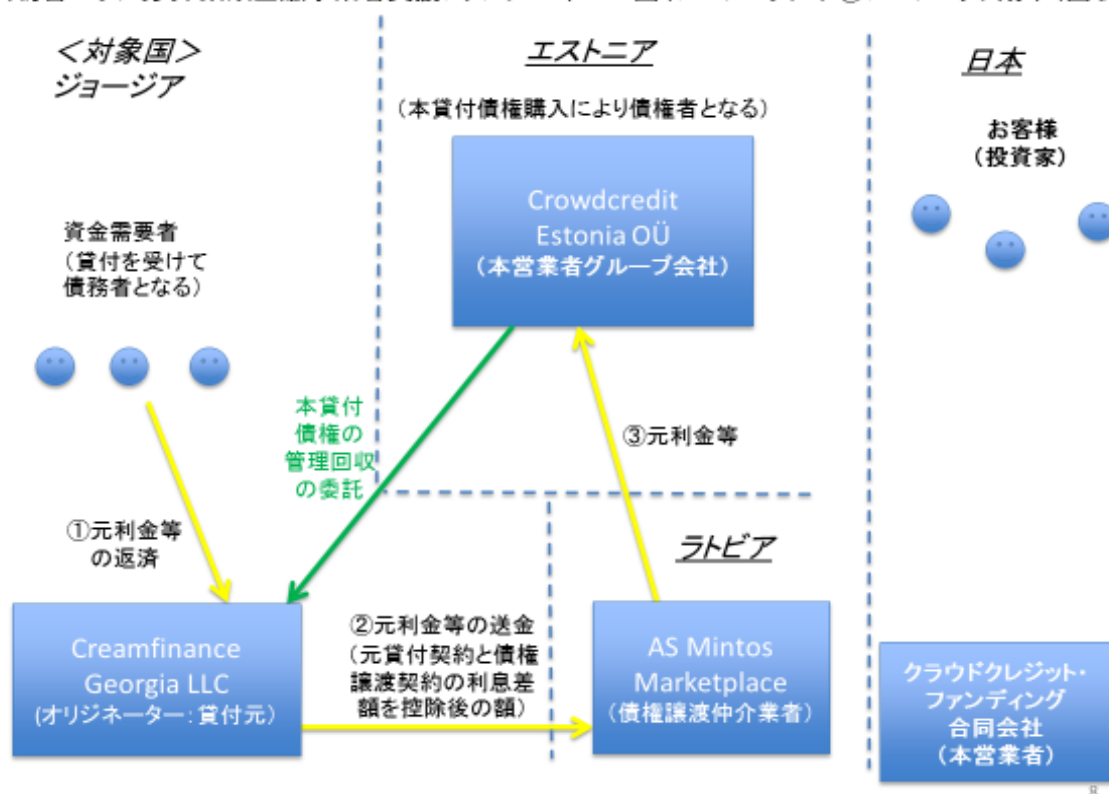 <対象国>
ジョージア
資金需要者
(貸付を受けて
債務者となる)
①元利金等
の返済
Creamfinance
Georgia LLC
(オリジネーター:貸付元)
エストニア
(本貸付債権購入により債権者となる)
Crowdcredit
Estonia OÜ
(本営業者グループ会社)
本貸付
債権の
管理回収
の委託
③元利金等
②元利金等の送金
(元貸付契約と債権
譲渡契約の利息差
額を控除後の額)
ラトビア
AS Mintos
Marketplace
(債権譲渡仲介業者)
日本
お客様
(投資家)
クラウドクレジット・
ファンディング
合同会社
(本営業者)
8